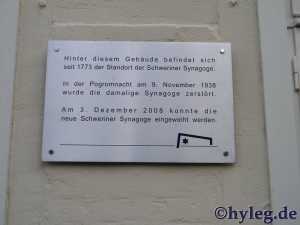 Hinter diesem Gebäude befindet sich
seit 1773 der Standort der Schweriner Synagoge.
In der Pogromnacht am 9. November 1938
wurde die damalige Synagoge zerstört.
Am 3. Dezember 2008 konnte die
neue Schweriner Synagoge eingeweiht werden.
©hyleg.de